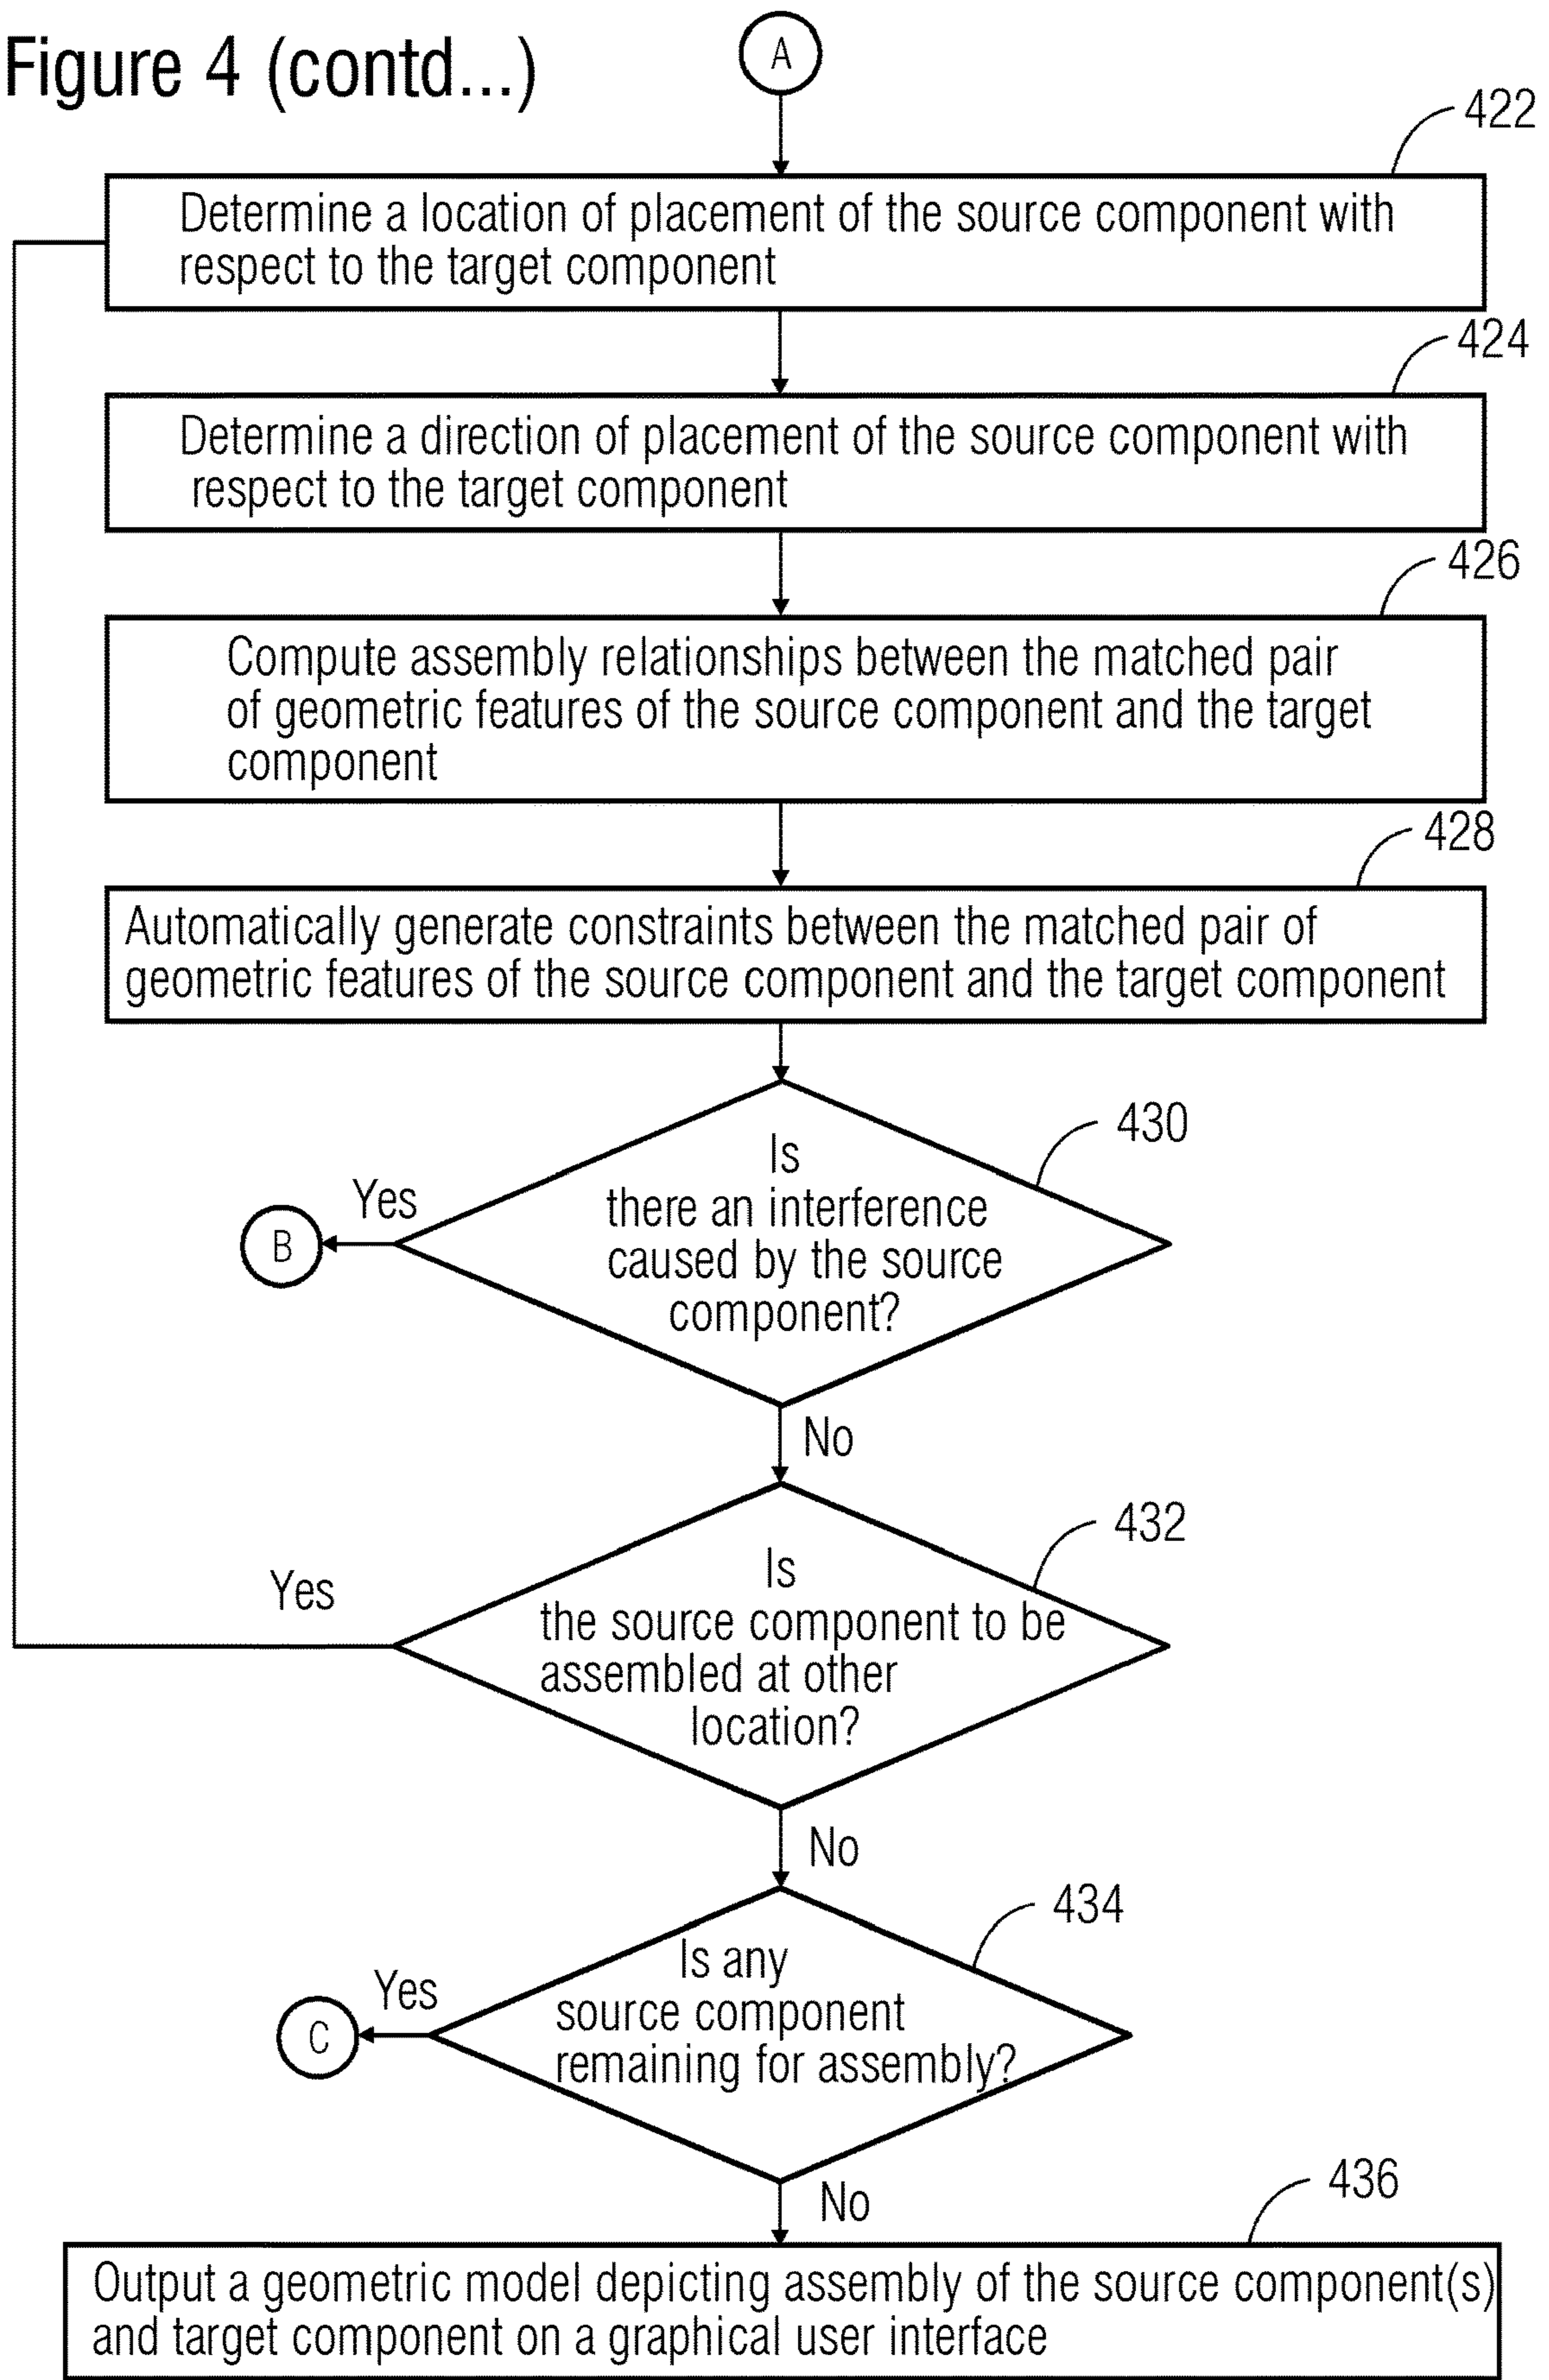 Figure 4 (contd...)
A
422
Determine a location of placement of the source component with
respect to the target component
424
Determine a direction of placement of the source component with
respect to the target component
426
Compute assembly relationships between the matched pair
of geometric features of the source component and the target
component
428
Automatically generate constraints between the matched pair of
geometric features of the source component and the target component
430
Is
there an interference
caused by the source
component?
Yes
B
No
432
Is
the source component to be
assembled at other
location?
Yes
No
434
Is any
source component
remaining for assembly?
Yes
C
No
436
Output a geometric model depicting assembly of the source component(s)
and target component on a graphical user interface